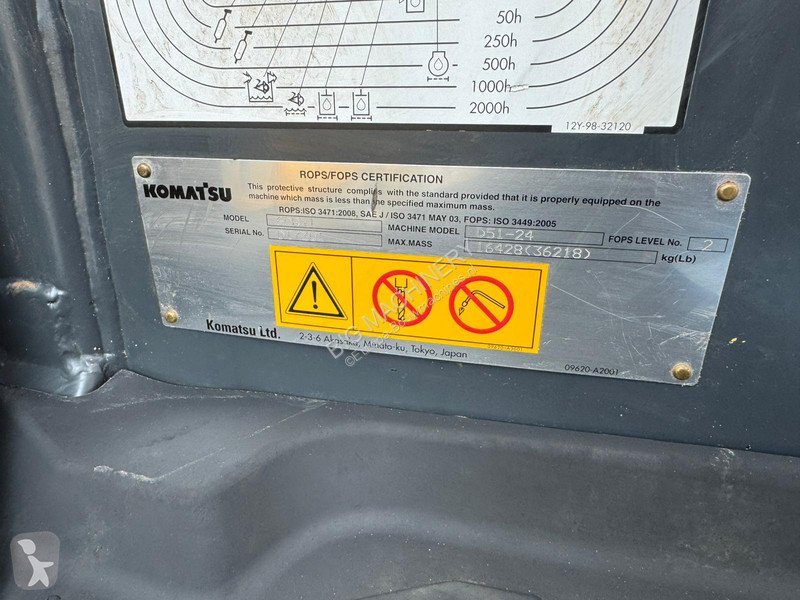 50h
250h
500h
1000h
2000h
12Y-98-32120
ROPS/FOPS CERTIFICATION
KOMATSU
This protective structure complies with the standard provided that it is properly equipped on the
machine which mass is less than the specified maximum mass.
ROPS:ISO 3471:2008, SAE J / ISO 3471 MAY 03, FOPS: ISO 3449:2005
MODEL
MACHINE MODEL D51-24 FOPS LEVEL No. 2
SERIAL No.
MAX.MASS 16428(36218) kg(Lb)
BIG MACHINERY
Komatsu Ltd.
2-3-6 Akasaka, Minato-ku, Tokyo, Japan
09620-A2001